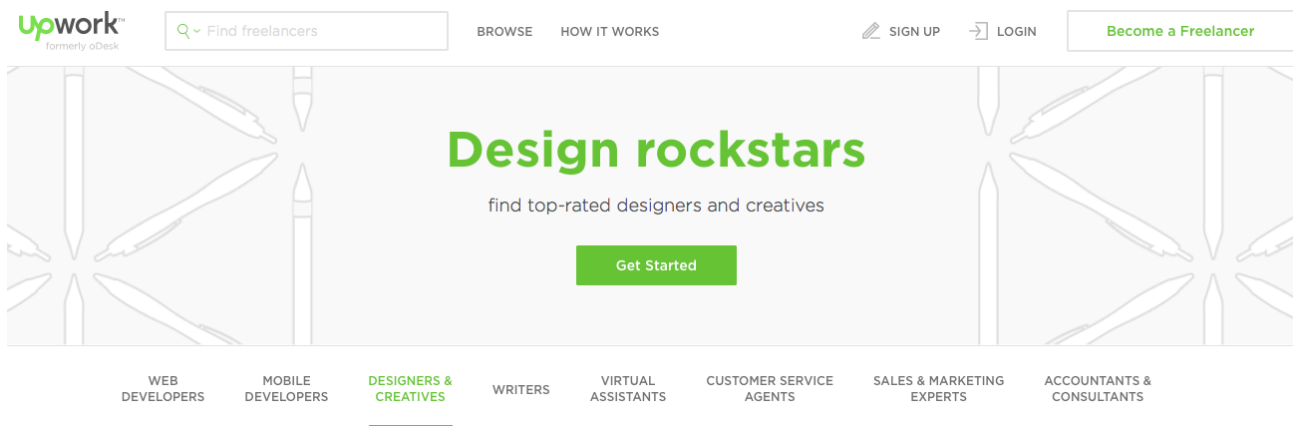 Upwork™
formerly oDesk
Find freelancers
BROWSE
HOW IT WORKS
SIGN UP
LOGIN
Become a Freelancer
Design rockstars
find top-rated designers and creatives
Get Started
WEB
DEVELOPERS
MOBILE
DEVELOPERS
DESIGNERS &
CREATIVES
WRITERS
VIRTUAL
ASSISTANTS
CUSTOMER SERVICE
AGENTS
SALES & MARKETING
EXPERTS
ACCOUNTANTS &
CONSULTANTS